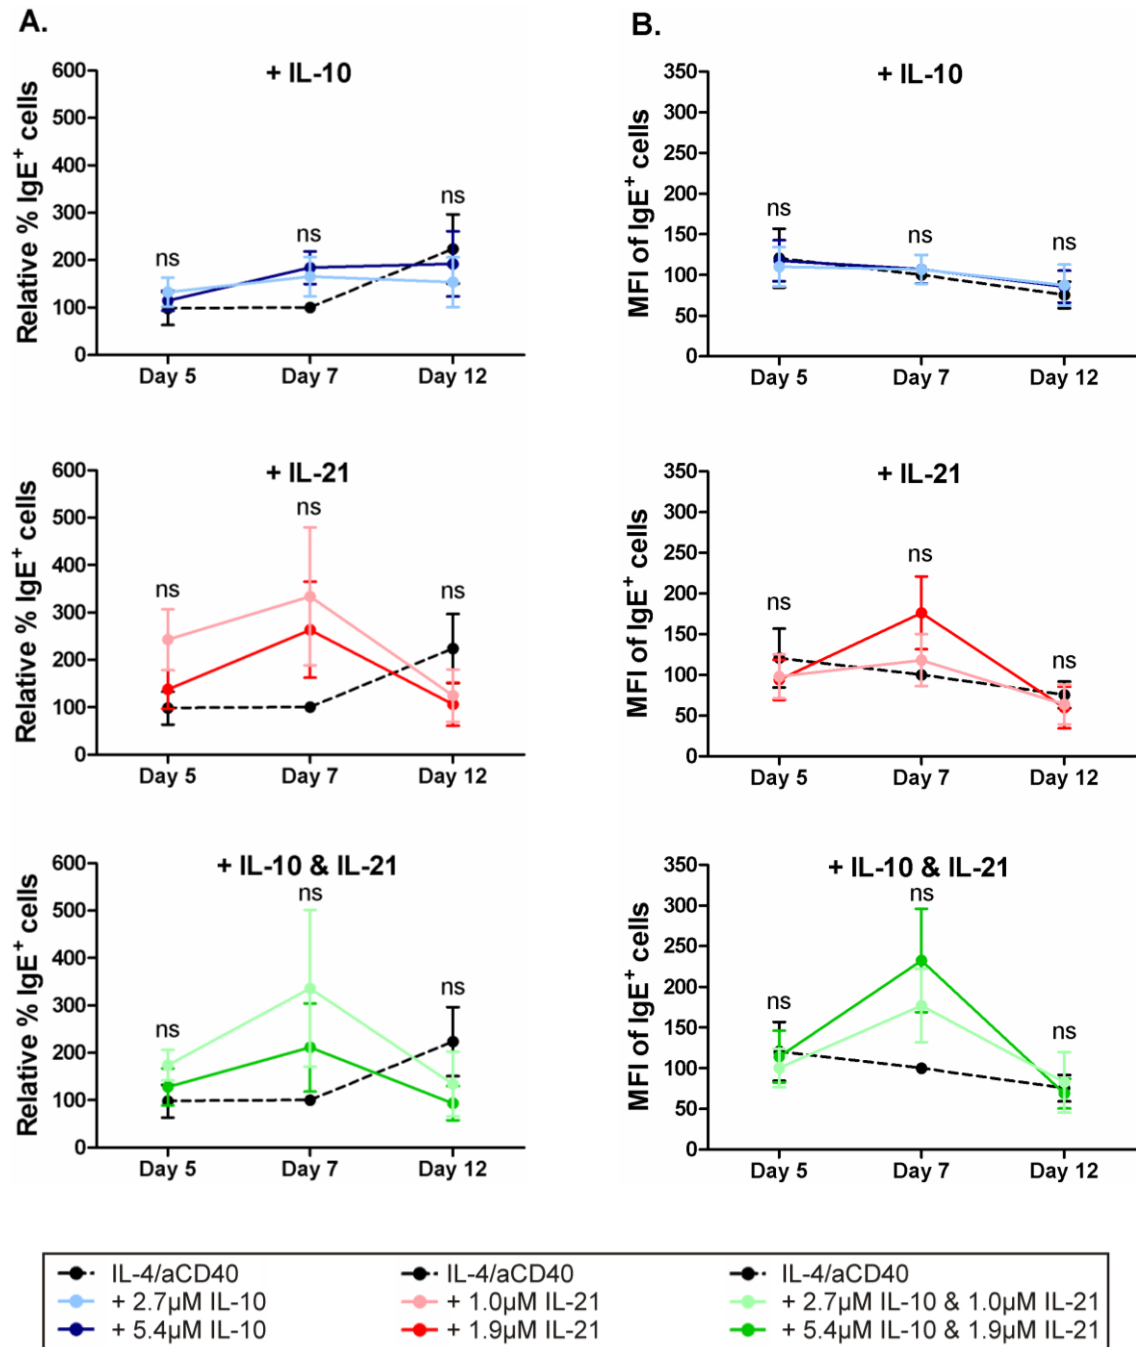 A.
+ IL-10
Relative % IgE⁺ cells
600
500
400
300
200
100
0
ns
ns
ns
Day 5
Day 7
Day 12
B.
+ IL-10
MFI of IgE⁺ cells
350
300
250
200
150
100
50
0
ns
ns
ns
Day 5
Day 7
Day 12
+ IL-21
Relative % IgE⁺ cells
600
500
400
300
200
100
0
ns
ns
ns
Day 5
Day 7
Day 12
+ IL-21
MFI of IgE⁺ cells
350
300
250
200
150
100
50
0
ns
ns
ns
Day 5
Day 7
Day 12
+ IL-10 & IL-21
Relative % IgE⁺ cells
600
500
400
300
200
100
0
ns
ns
ns
Day 5
Day 7
Day 12
+ IL-10 & IL-21
MFI of IgE⁺ cells
350
300
250
200
150
100
50
0
ns
ns
ns
Day 5
Day 7
Day 12
IL-4/aCD40
+ 2.7µM IL-10
+ 5.4µM IL-10
IL-4/aCD40
+ 1.0µM IL-21
+ 1.9µM IL-21
IL-4/aCD40
+ 2.7µM IL-10 & 1.0µM IL-21
+ 5.4µM IL-10 & 1.9µM IL-21